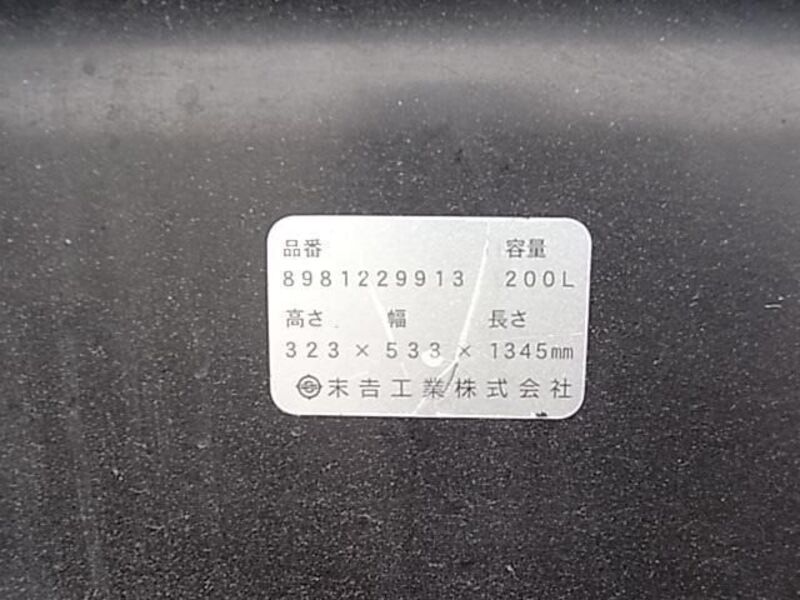 品番 容量
8981229913 200L
高さ 幅 長さ
323 × 533 × 1345mm
末吉工業株式会社